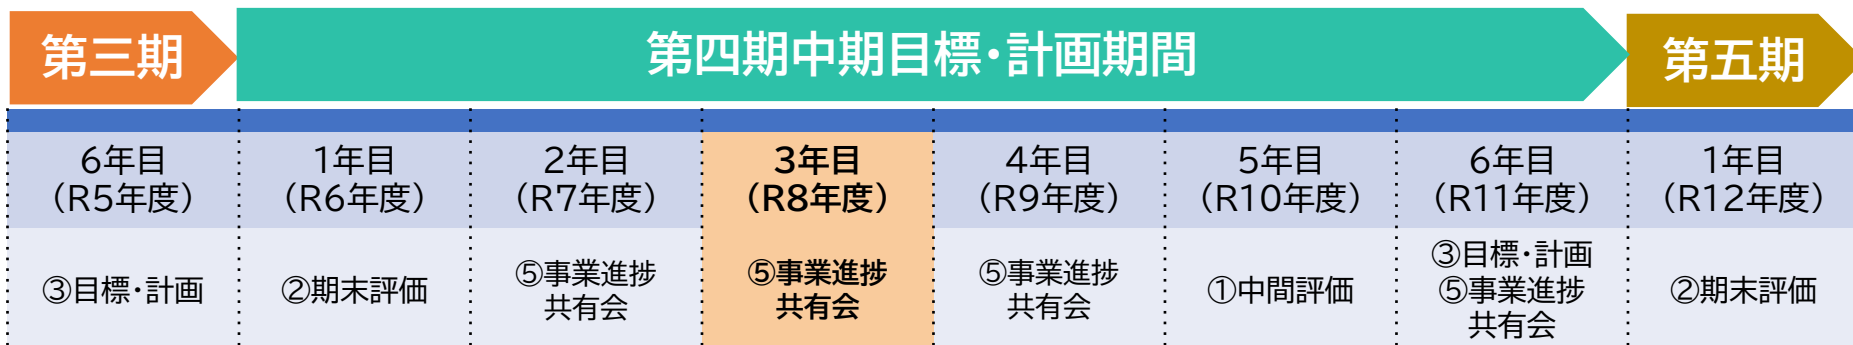 第三期
第四期中期目標・計画期間
第五期
6年目
（R5年度）
1年目
（R6年度）
2年目
（R7年度）
3年目
（R8年度）
4年目
（R9年度）
5年目
（R10年度）
6年目
（R11年度）
1年目
（R12年度）
③目標・計画
②期末評価
⑤事業進捗
共有会
⑤事業進捗
共有会
⑤事業進捗
共有会
①中間評価
③目標・計画
⑤事業進捗
共有会
②期末評価